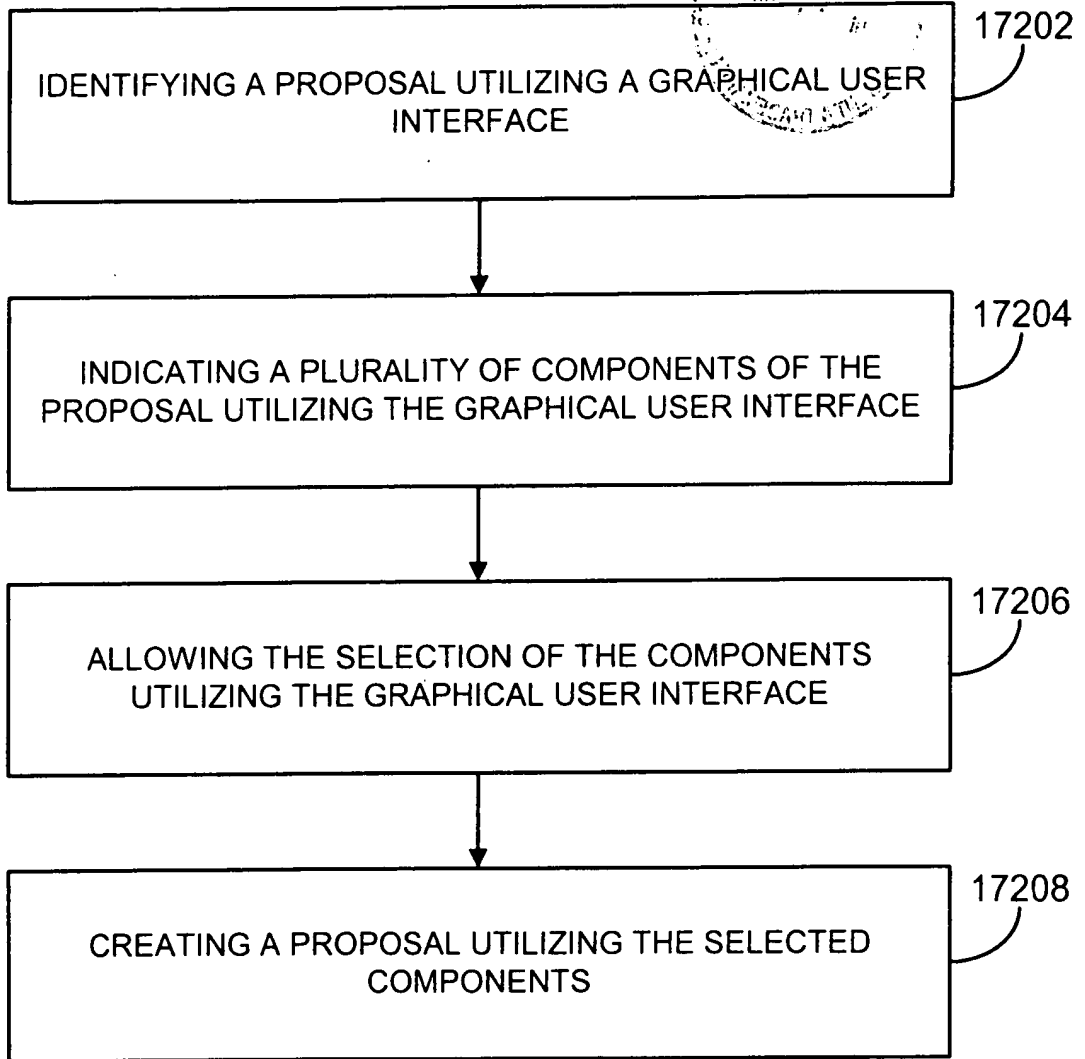 17202
IDENTIFYING A PROPOSAL UTILIZING A GRAPHICAL USER
INTERFACE
17204
INDICATING A PLURALITY OF COMPONENTS OF THE
PROPOSAL UTILIZING THE GRAPHICAL USER INTERFACE
17206
ALLOWING THE SELECTION OF THE COMPONENTS
UTILIZING THE GRAPHICAL USER INTERFACE
17208
CREATING A PROPOSAL UTILIZING THE SELECTED
COMPONENTS